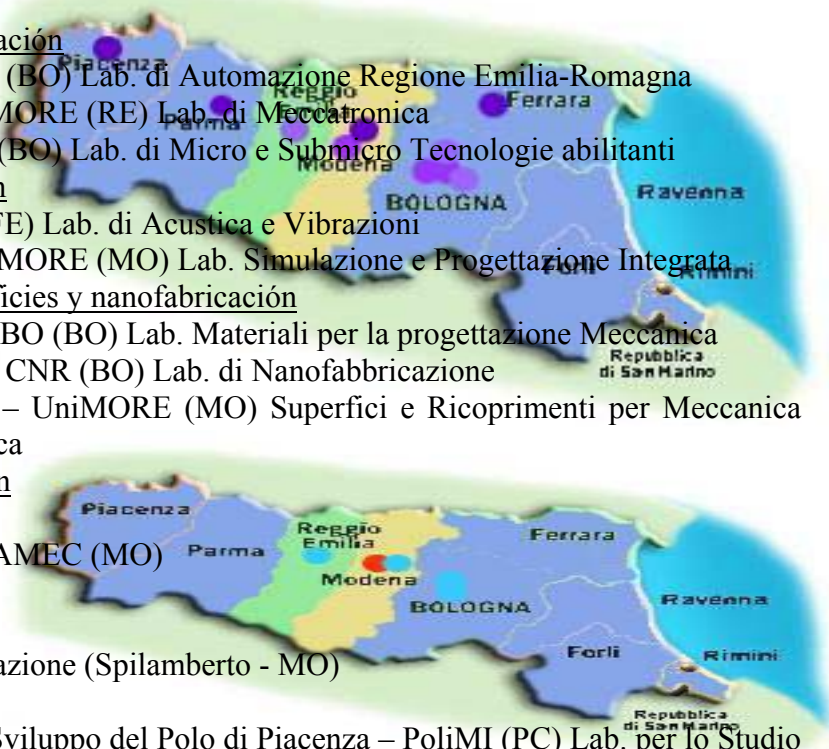 ación
(BO) Lab. di Automazione Regione Emilia-Romagna
MORE (RE) Lab. di Meccatronica
(BO) Lab. di Micro e Submicro Tecnologie abilitanti
n
FE) Lab. di Acustica e Vibrazioni
MORE (MO) Lab. Simulazione e Progettazione Integrata
ficies y nanofabricación
BO (BO) Lab. Materiali per la progettazione Meccanica
CNR (BO) Lab. di Nanofabbricazione
– UniMORE (MO) Superfici e Ricoprimenti per Meccanica
ca
n
AMEC (MO)
azione (Spilamberto - MO)
Sviluppo del Polo di Piacenza – PoliMI (PC) Lab. per lo Studio
Piacenza
Parma
Reggio
Emilia
Modena
BOLOGNA
Ferrara
Ravenna
Forli
Rimini
Repubblica
di San Marino
Piacenza
Parma
Reggio
Emilia
Modena
BOLOGNA
Ferrara
Ravenna
Forli
Rimini
Repubblica
di San Marino